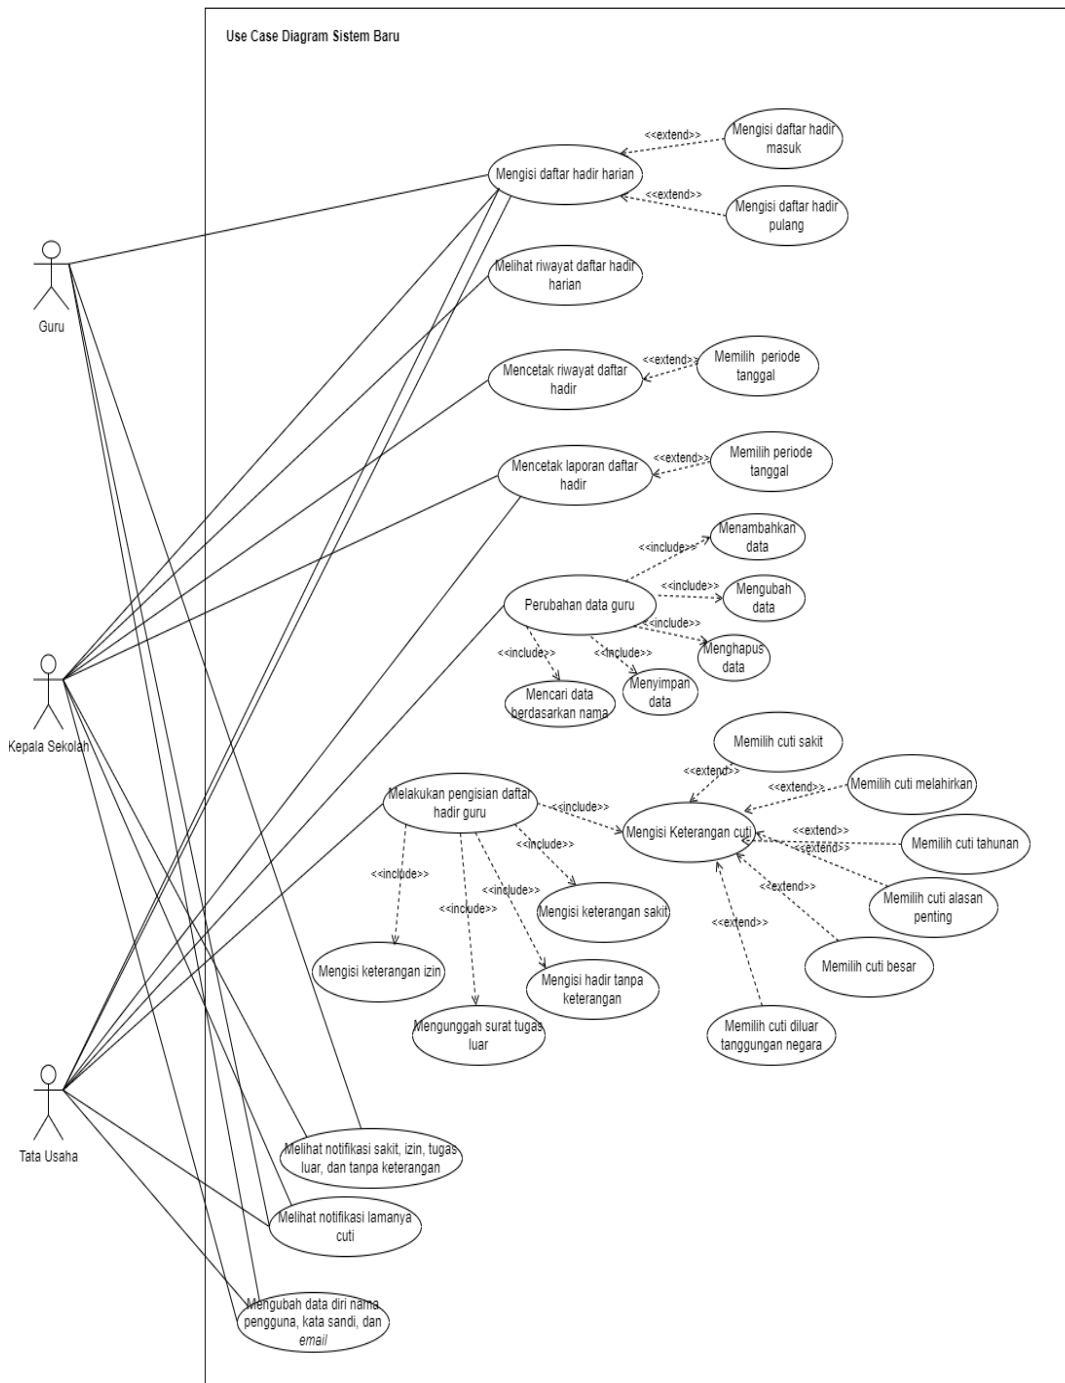 Use Case Diagram Sistem Baru
<<extend>>
Mengisi daftar hadir
masuk
Mengisi daftar hadir harian
<<extend>>
Mengisi daftar hadir
pulang
Guru
Melihat riwayat daftar hadir
harian
Mencetak riwayat daftar
hadir
<<extend>>
Memilih  periode
tanggal
Mencetak laporan daftar
hadir
<<extend>>
Memilih periode
tanggal
Menambahkan
data
<<include>>
Perubahan data guru
<<include>>
Mengubah
data
<<include>>
Menghapus
data
<<include>>
Menyimpan
data
<<include>>
Mencari data
berdasarkan nama
Kepala Sekolah
Memilih cuti sakit
<<extend>>
Memilih cuti melahirkan
<<extend>>
Melakukan pengisian daftar
hadir guru
<<include>>
Mengisi Keterangan cuti
<<extend>>
Memilih cuti tahunan
<<extend>>
Memilih cuti alasan
penting
<<extend>>
Memilih cuti besar
<<extend>>
Memilih cuti diluar
tanggungan negara
<<include>>
Mengisi keterangan sakit
<<include>>
Mengisi hadir tanpa
keterangan
<<include>>
Mengunggah surat tugas
luar
<<include>>
Mengisi keterangan izin
Tata Usaha
Melihat notifikasi sakit, izin, tugas
luar, dan tanpa keterangan
Melihat notifikasi lamanya
cuti
Mengubah data diri nama
pengguna, kata sandi, dan
email